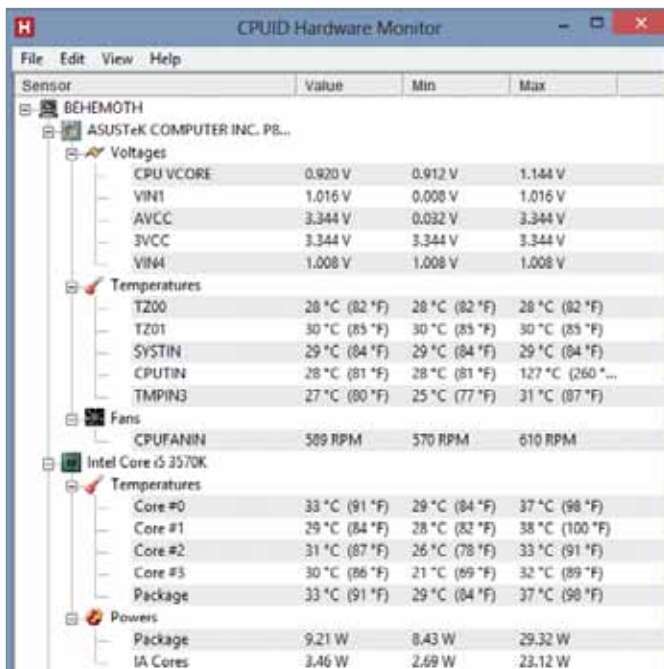 H CPUID Hardware Monitor
File Edit View Help
Sensor Value Min Max
BEHEMOTH
ASUSTeK COMPUTER INC. P8...
Voltages
CPU VCORE 0.920 V 0.912 V 1.144 V
VIN1 1.016 V 0.008 V 1.016 V
AVCC 3.344 V 0.032 V 3.344 V
3VCC 3.344 V 3.344 V 3.344 V
VIN4 1.008 V 1.008 V 1.008 V
Temperatures
TZ00 28 °C (82 °F) 28 °C (82 °F) 28 °C (82 °F)
TZ01 30 °C (85 °F) 30 °C (85 °F) 30 °C (85 °F)
SYSTIN 29 °C (84 °F) 29 °C (84 °F) 29 °C (84 °F)
CPUTIN 28 °C (81 °F) 28 °C (81 °F) 127 °C (260 °...
TMPIN3 27 °C (80 °F) 25 °C (77 °F) 31 °C (87 °F)
Fans
CPUFANIN 589 RPM 570 RPM 610 RPM
Intel Core i5 3570K
Temperatures
Core #0 33 °C (91 °F) 29 °C (84 °F) 37 °C (98 °F)
Core #1 29 °C (84 °F) 28 °C (82 °F) 38 °C (100 °F)
Core #2 31 °C (87 °F) 26 °C (78 °F) 33 °C (91 °F)
Core #3 30 °C (86 °F) 21 °C (69 °F) 32 °C (89 °F)
Package 33 °C (91 °F) 29 °C (84 °F) 37 °C (98 °F)
Powers
Package 9.21 W 8.43 W 29.32 W
IA Cores 3.46 W 2.69 W 23.12 W